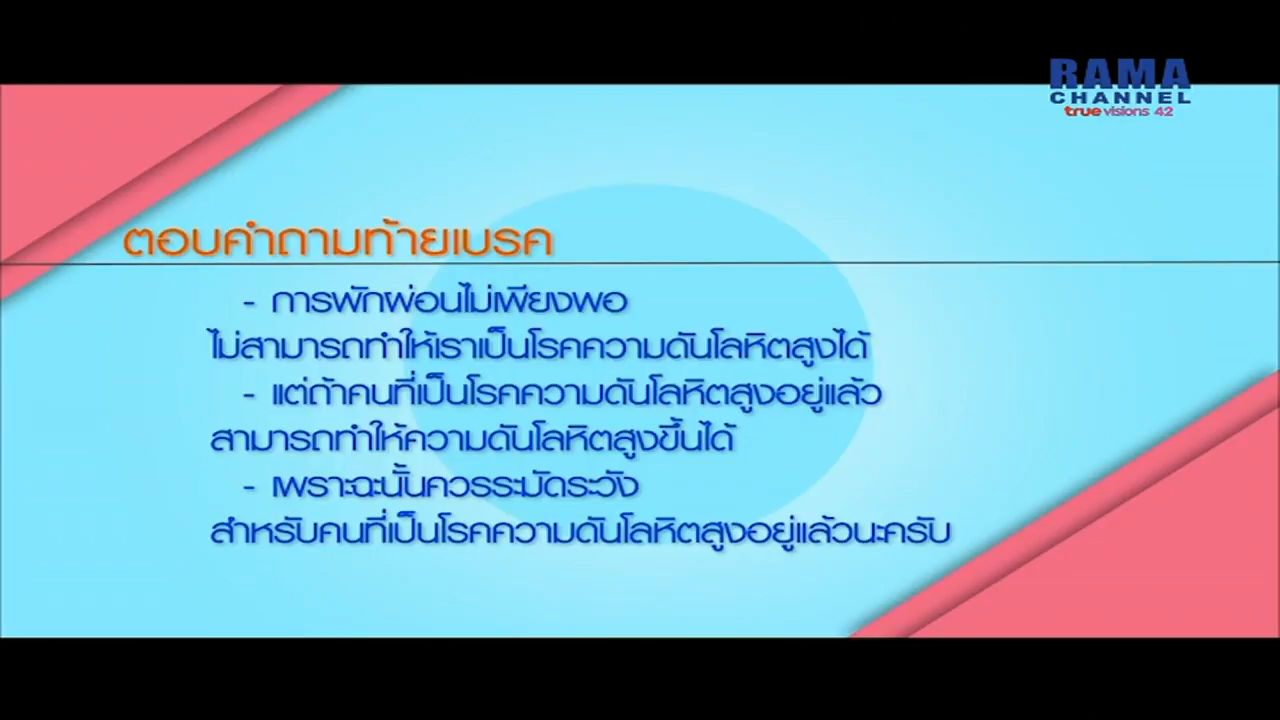 RAMA
CHANNEL
truevisions 42
ตอบคำถามท้ายเบรค
- การพักผ่อนไม่เพียงพอ
ไม่สามารถทำให้เราเป็นโรคความดันโลหิตสูงได้
- แต่ถ้าคนที่เป็นโรคความดันโลหิตสูงอยู่แล้ว
สามารถทำให้ความดันโลหิตสูงขึ้นได้
- เพราะฉะนั้นควรระมัดระวัง
สำหรับคนที่เป็นโรคความดันโลหิตสูงอยู่แล้วนะครับ